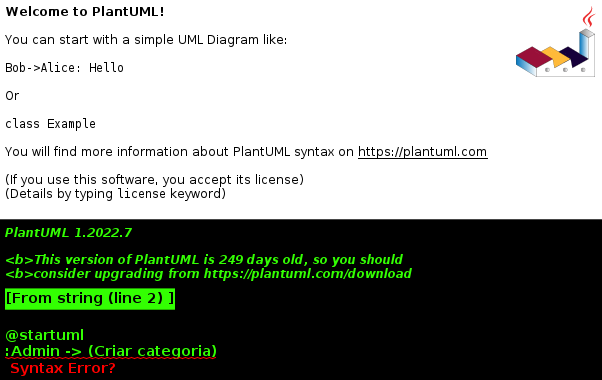 Welcome to PlantUML!
You can start with a simple UML Diagram like:
Bob->Alice: Hello
Or
class Example
You will find more information about PlantUML syntax on https://plantuml.com
(If you use this software, you accept its license)
(Details by typing license keyword)
PlantUML 1.2022.7
<b>This version of PlantUML is 249 days old, so you should
<b>consider upgrading from https://plantuml.com/download
[From string (line 2) ]
@startuml
:Admin -> (Criar categoria)
Syntax Error?